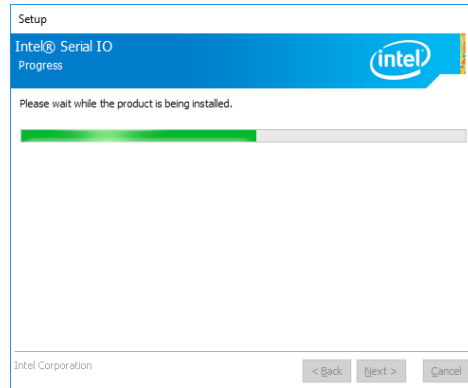 Setup
Intel® Serial IO
Progress
intel
Please wait while the product is being installed.
Intel Corporation
< Back
Next >
Cancel